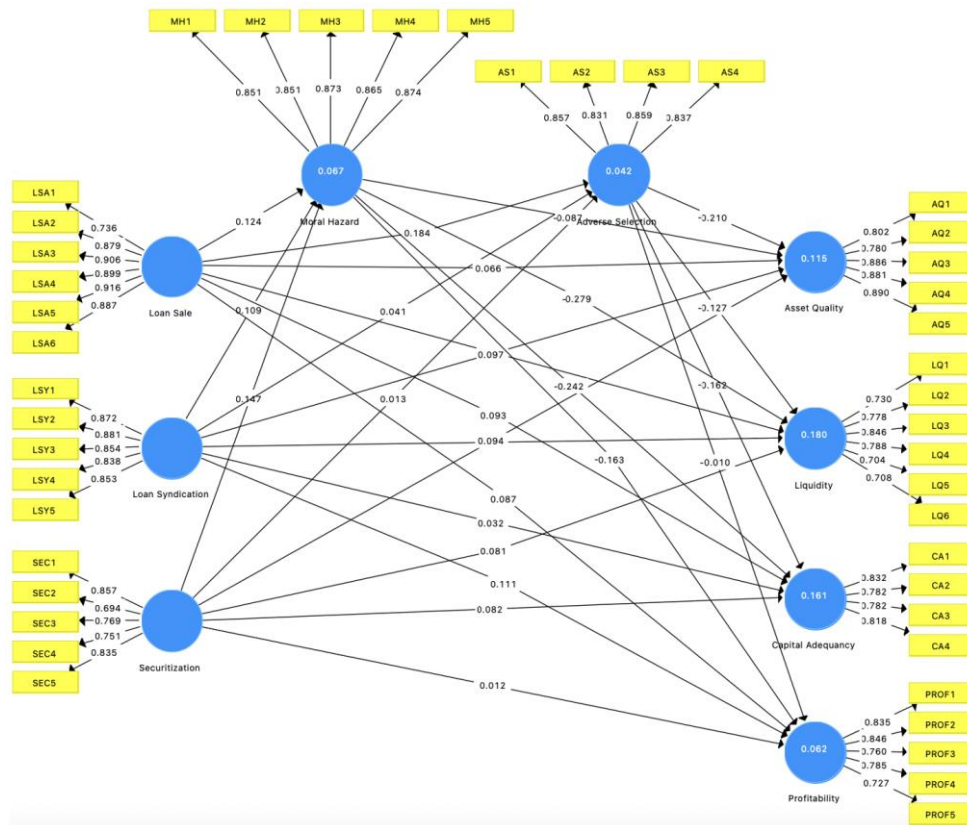 MH1 MH2 MH3 MH4 MH5
AS1 AS2 AS3 AS4
0.851 0.851 0.873 0.865 0.874
0.857 0.831 0.859 0.837
0.067
Moral Hazard
0.042
Adverse Selection
LSA1
LSA2
LSA3
LSA4
LSA5
LSA6
0.736
0.879
0.906
0.899
0.916
0.887
Loan Sale
LSY1
LSY2
LSY3
LSY4
LSY5
0.872
0.881
0.854
0.838
0.853
Loan Syndication
SEC1
SEC2
SEC3
SEC4
SEC5
0.857
0.694
0.769
0.751
0.835
Securitization
0.124
0.109
0.147
0.184
0.041
0.013
-0.087
-0.210
0.066
-0.279
-0.127
0.097
-0.242
-0.162
0.093
0.094
-0.163
-0.010
0.087
0.032
0.081
0.111
0.082
0.012
0.115
Asset Quality
0.802
0.780
0.886
0.881
0.890
AQ1
AQ2
AQ3
AQ4
AQ5
0.180
Liquidity
0.730
0.778
0.846
0.788
0.704
0.708
LQ1
LQ2
LQ3
LQ4
LQ5
LQ6
0.161
Capital Adequancy
0.832
0.782
0.782
0.818
CA1
CA2
CA3
CA4
0.062
Profitability
0.835
0.846
0.760
0.785
0.727
PROF1
PROF2
PROF3
PROF4
PROF5